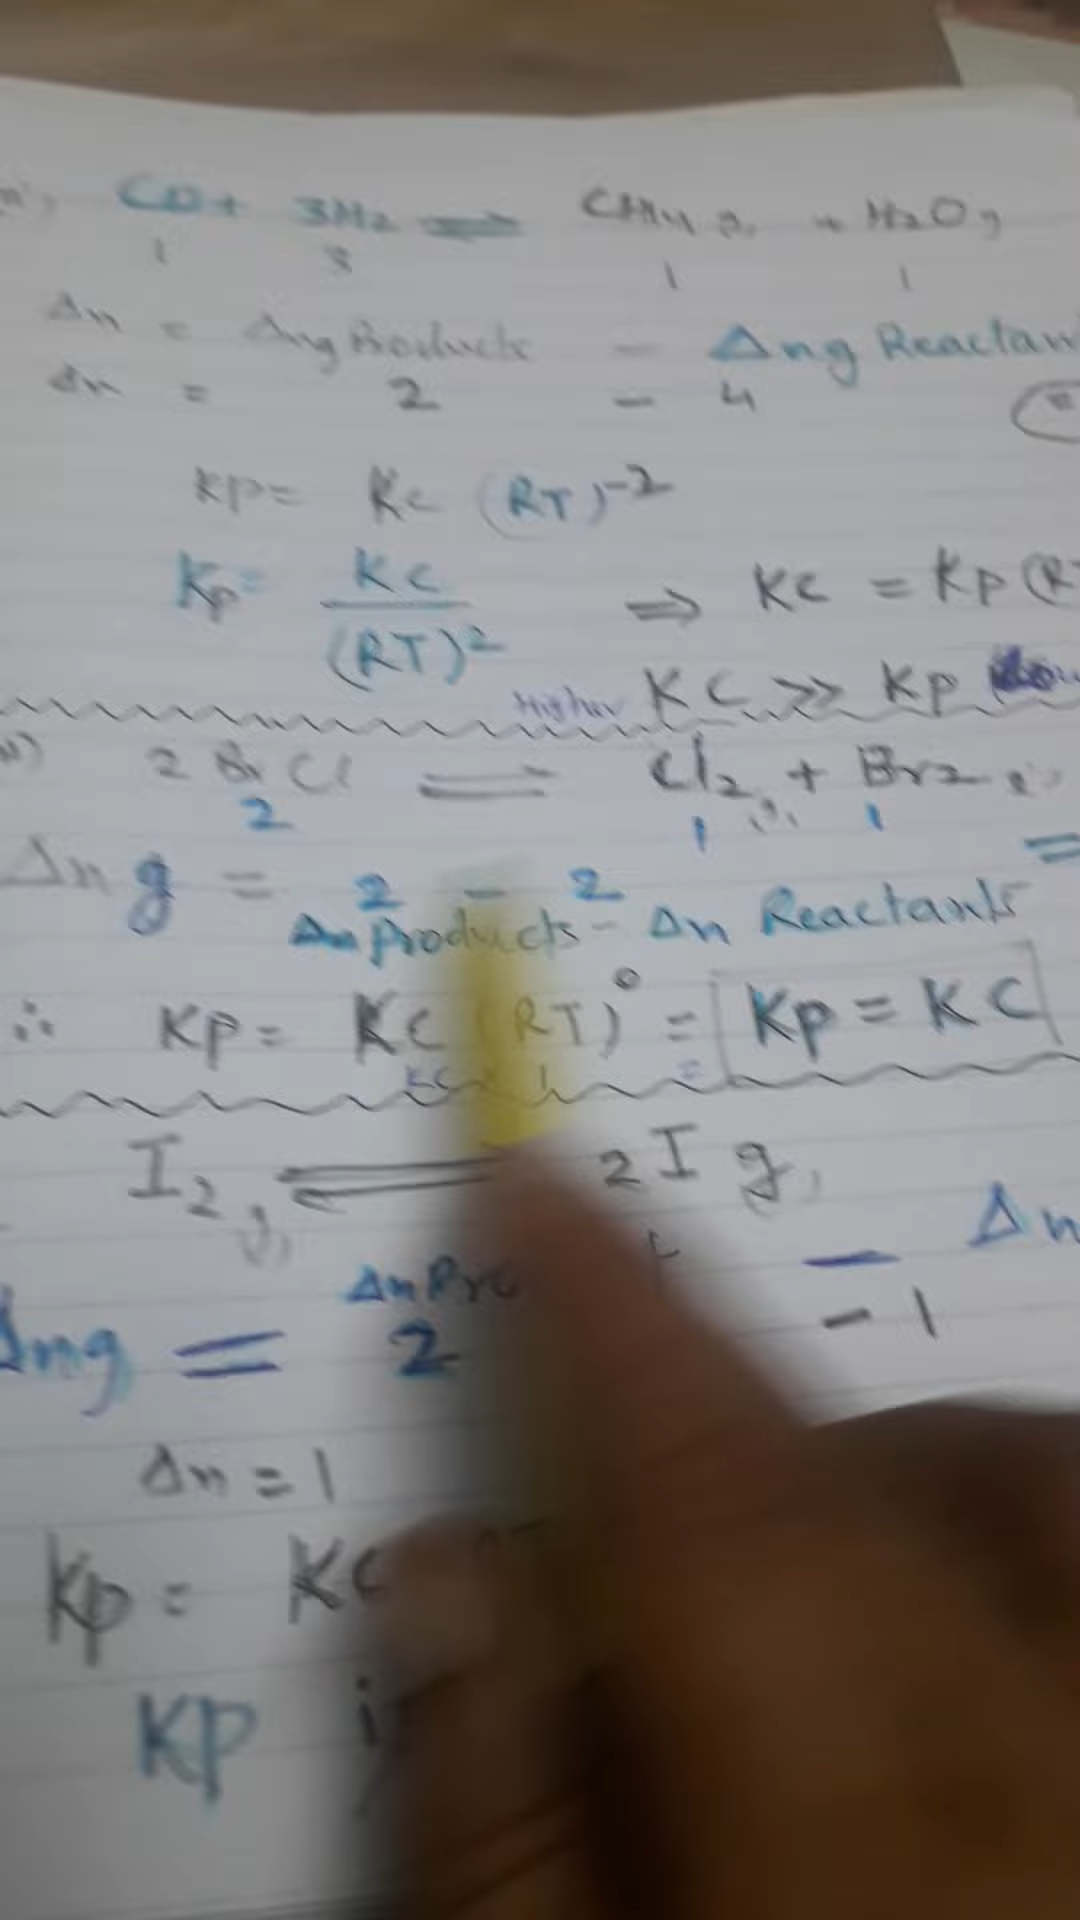 CO + 3H2 ⇌ CH4 g, + H2O g
1 3 1 1
Δn = Δng Products - Δng Reactan
Δn = 2 - 4
Kp = Kc (RT)-2
Kp = KC/(RT)2 ⇒ KC = Kp (R
Higher KC >> Kp
2 BrCl ⇌ Cl2 + Br2
2 1 1
Δn g = 2 - 2 =
Δn Products - Δn Reactants
∴ Kp = KC (RT)0 = Kp = KC
I2 g, ⇌ 2 I g,
Δng = 2 - 1
Δn
Δn = 1
Kp = Kc
KP